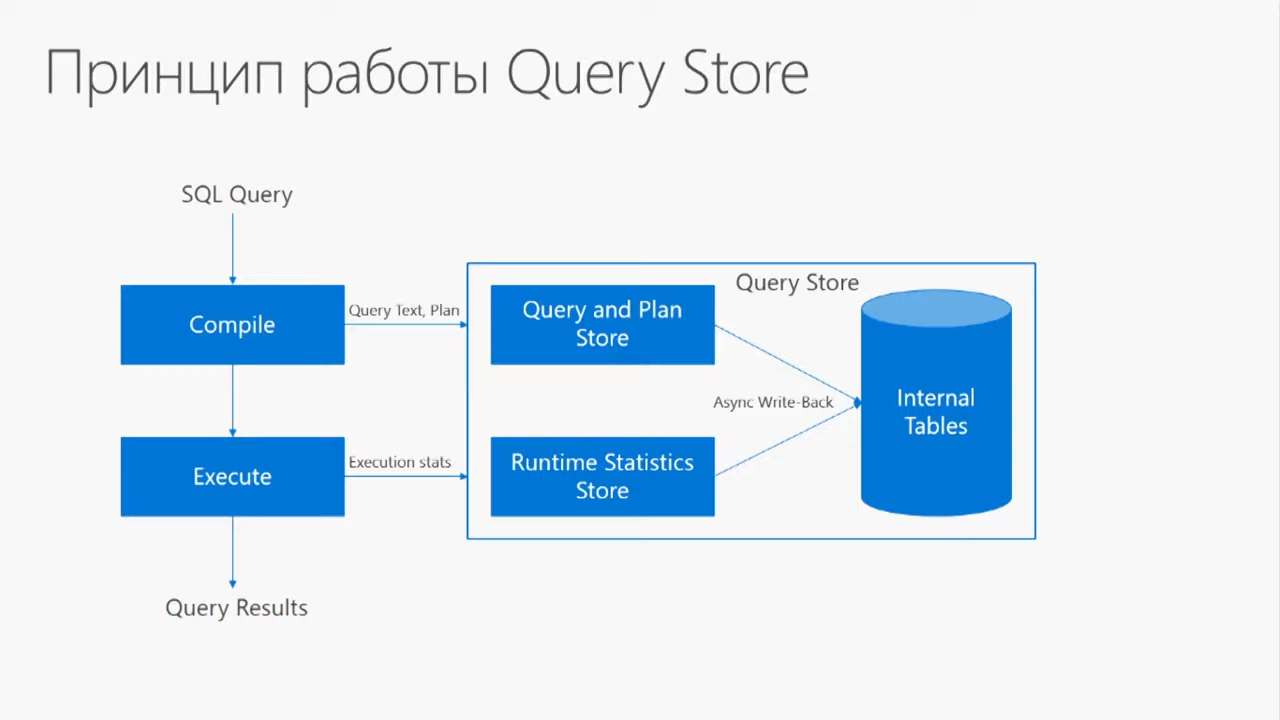 Принцип работы Query Store
SQL Query
Compile
Query Text, Plan
Query Store
Query and Plan
Store
Async Write-Back
Internal
Tables
Execute
Execution stats
Runtime Statistics
Store
Query Results